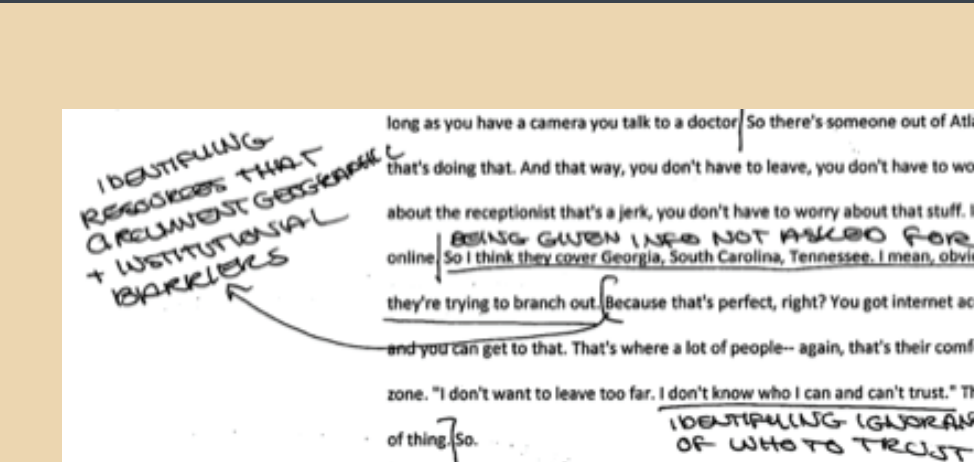 long as you have a camera you talk to a doctor So there's someone out of Atla
IDENTIFYING
RESOURCES THAT
CIRCUMVENT GEOGRAPHIC
+ INSTITUTIONIAL
BARRIERS
that's doing that. And that way, you don't have to leave, you don't have to wo
about the receptionist that's a jerk, you don't have to worry about that stuff.
BEING GIVEN INFO NOT ASKED FOR
online. So I think they cover Georgia, South Carolina, Tennessee. I mean, obvi
they're trying to branch out. Because that's perfect, right? You got internet ac
and you can get to that. That's where a lot of people-- again, that's their comf
zone. "I don't want to leave too far. I don't know who I can and can't trust." Th
IDENTIFYING IGNORAN
of thing. So.
OF WHO TO TRUST